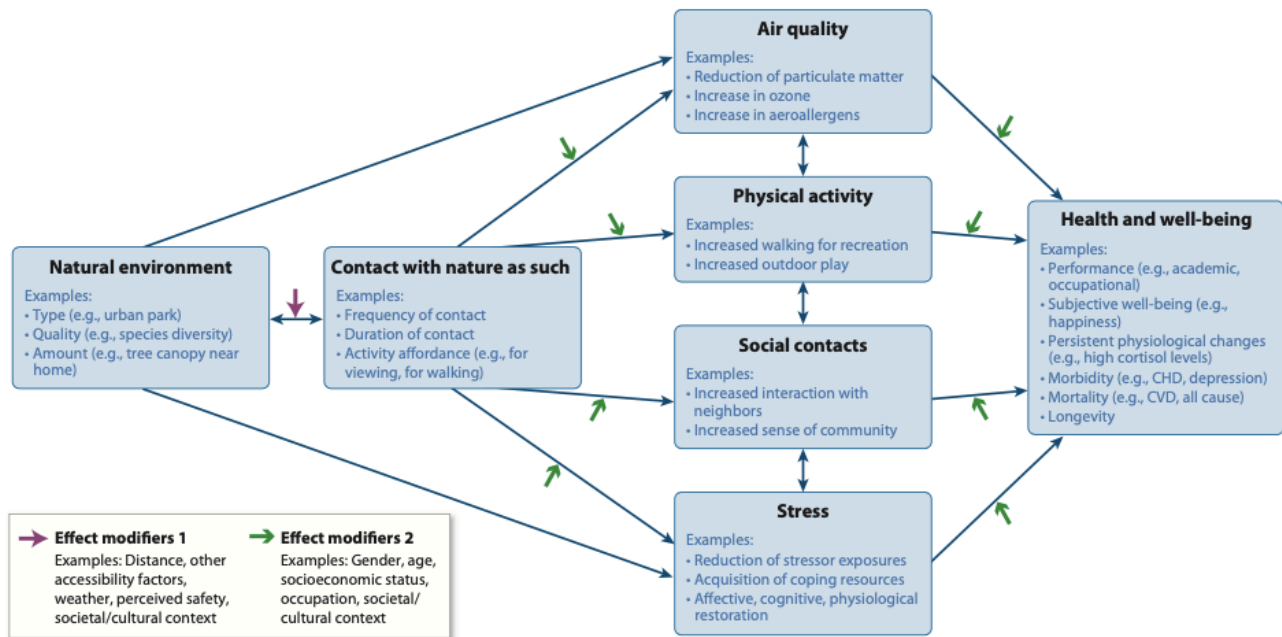 Air quality
Examples:
• Reduction of particulate matter
• Increase in ozone
• Increase in aeroallergens
Physical activity
Examples:
• Increased walking for recreation
• Increased outdoor play
Natural environment
Examples:
• Type (e.g., urban park)
• Quality (e.g., species diversity)
• Amount (e.g., tree canopy near
home)
Contact with nature as such
Examples:
• Frequency of contact
• Duration of contact
• Activity affordance (e.g., for
viewing, for walking)
Social contacts
Examples:
• Increased interaction with
neighbors
• Increased sense of community
Stress
Examples:
• Reduction of stressor exposures
• Acquisition of coping resources
• Affective, cognitive, physiological
restoration
Health and well-being
Examples:
• Performance (e.g., academic,
occupational)
• Subjective well-being (e.g.,
happiness)
• Persistent physiological changes
(e.g., high cortisol levels)
• Morbidity (e.g., CHD, depression)
• Mortality (e.g., CVD, all cause)
• Longevity
Effect modifiers 1
Examples: Distance, other
accessibility factors,
weather, perceived safety,
societal/cultural context
Effect modifiers 2
Examples: Gender, age,
socioeconomic status,
occupation, societal/
cultural context